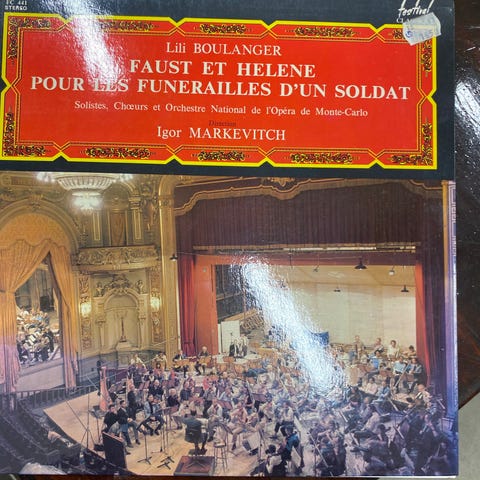 FC 441
STEREO
festival
Lili BOULANGER
FAUST ET HELENE
POUR LES FUNERAILLES D'UN SOLDAT
Solistes, Chœurs et Orchestre National de l'Opéra de Monte-Carlo
Direction
Igor MARKEVITCH